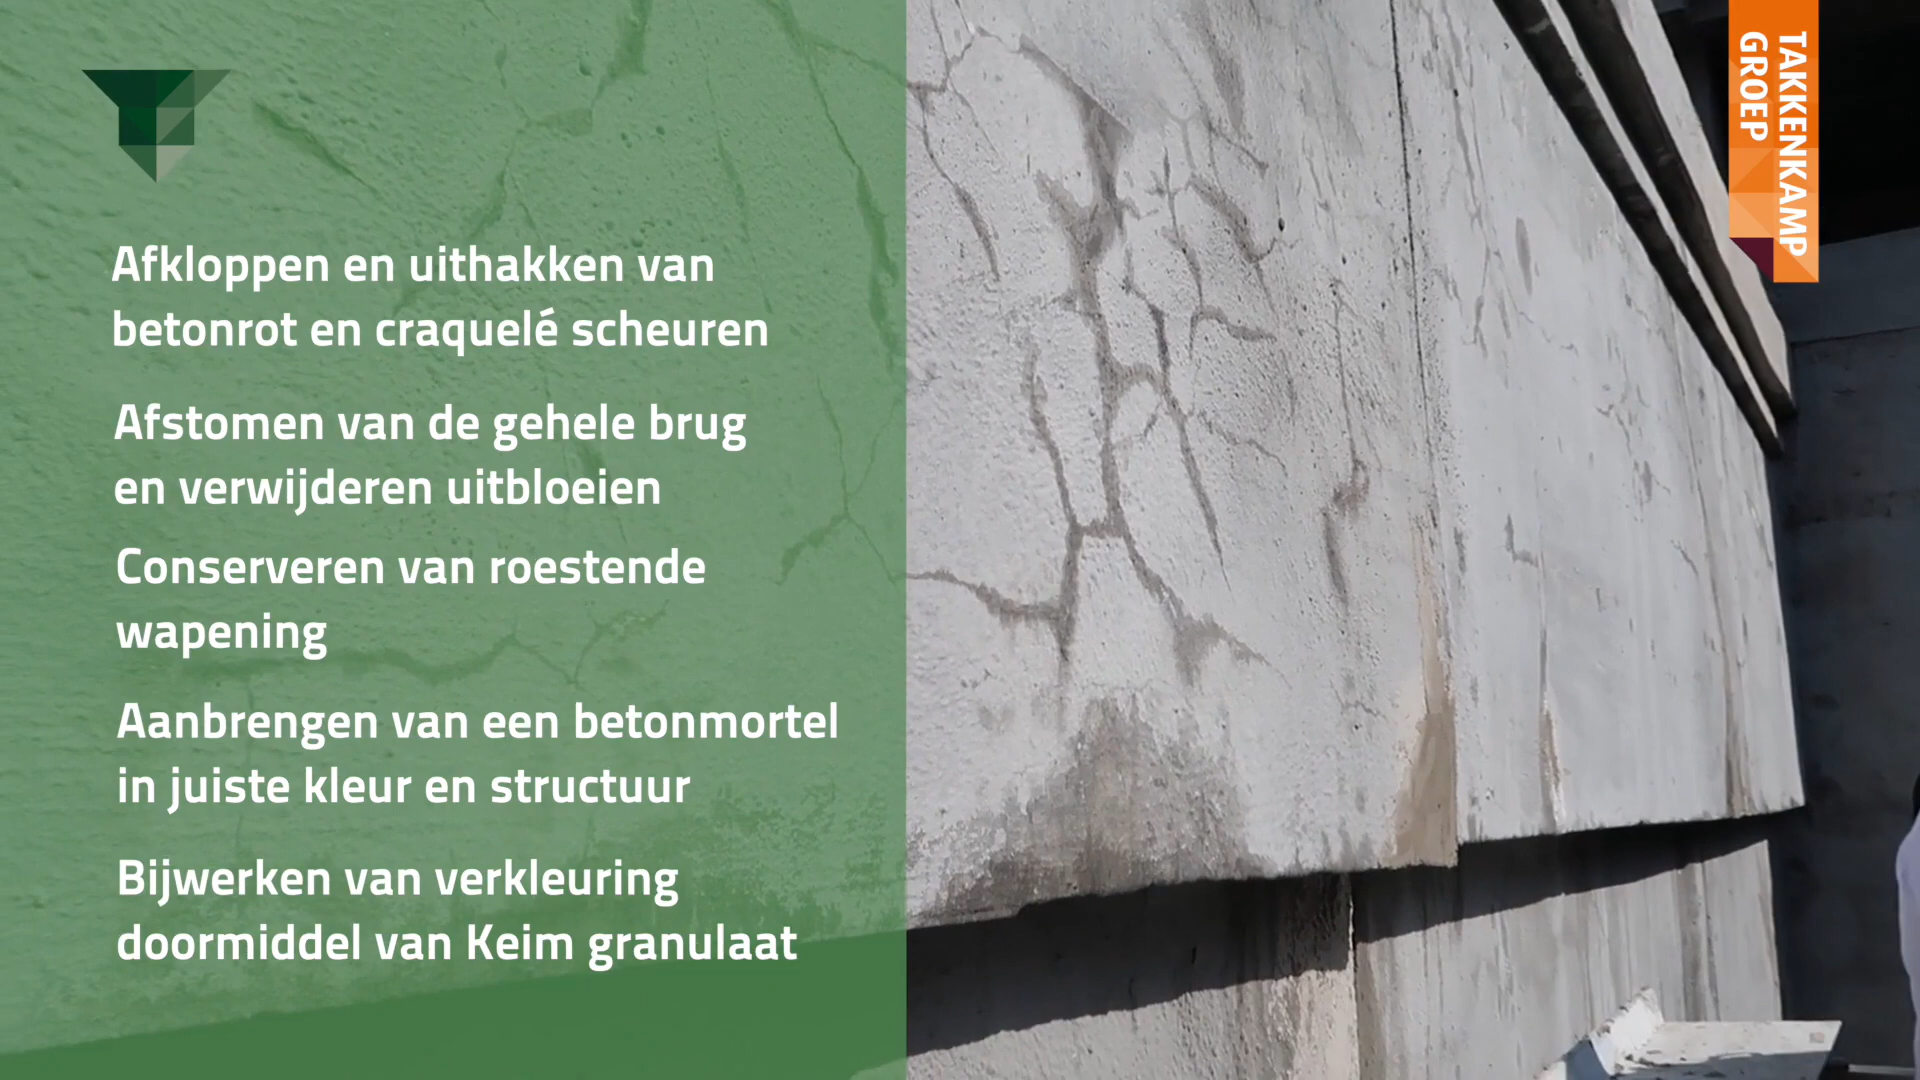 Afkloppen en uithakken van
betonrot en craquelé scheuren
Afstomen van de gehele brug
en verwijderen uitbloeien
Conserveren van roestende
wapening
Aanbrengen van een betonmortel
in juiste kleur en structuur
Bijwerken van verkleuring
doormiddel van Keim granulaat
TAKKENKAMP
GROEP